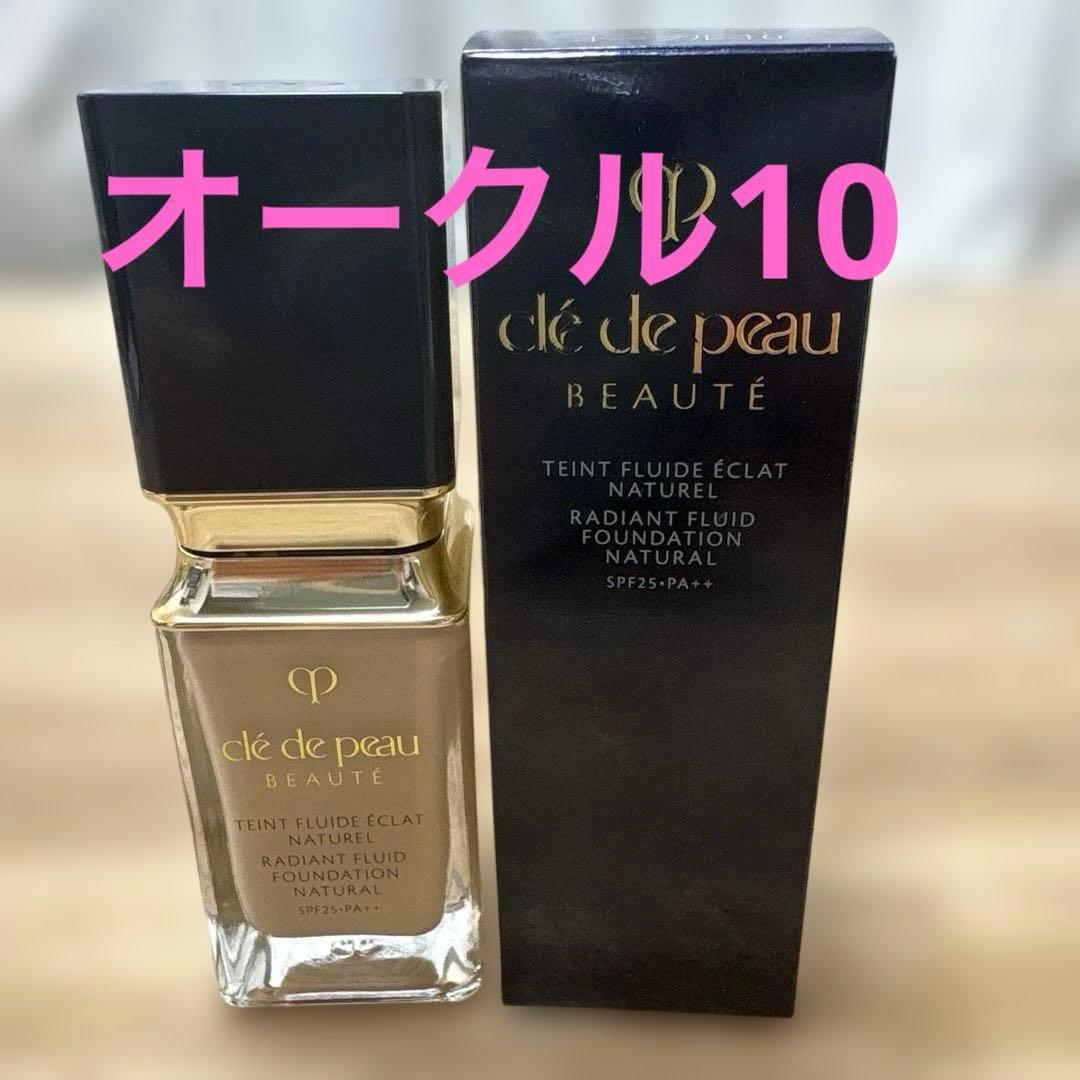 オークル10
clé de peau
BEAUTÉ
TEINT FLUIDE ÉCLAT
NATUREL
RADIANT FLUID
FOUNDATION
NATURAL
SPF25•PA++
clé de peau
BEAUTÉ
TEINT FLUIDE ÉCLAT
NATUREL
RADIANT FLUID
FOUNDATION
NATURAL
SPF25•PA++